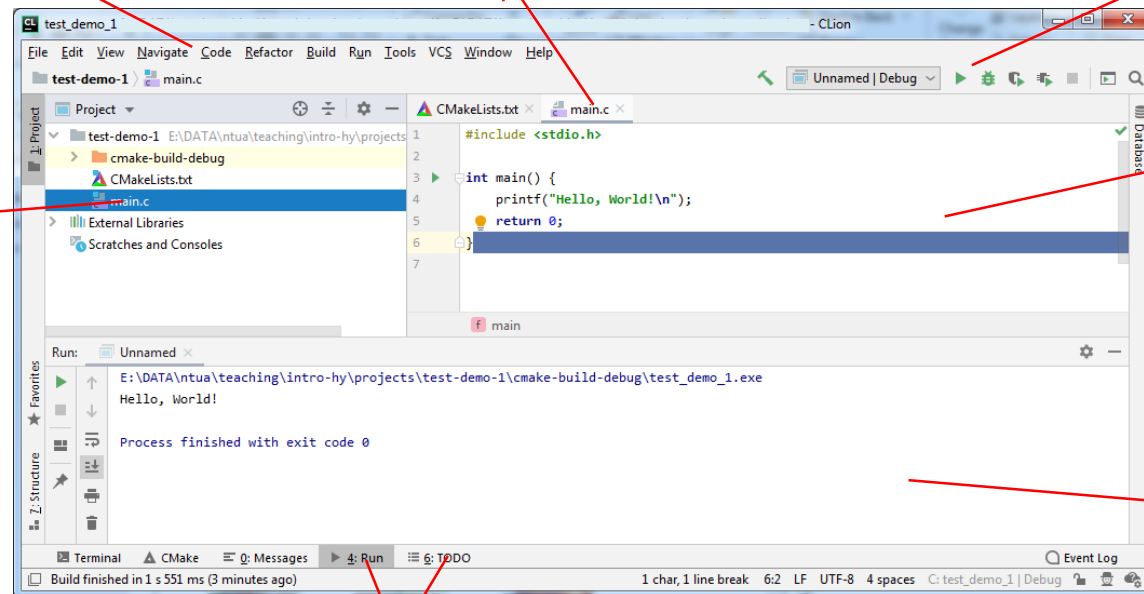 CL test_demo_1 - CLion
File Edit View Navigate Code Refactor Build Run Tools VCS Window Help
test-demo-1 main.c Unnamed | Debug
1: Project
Project CMakeLists.txt main.c
test-demo-1 E:\DATA\ntua\teaching\intro-hy\projects
cmake-build-debug
CMakeLists.txt
main.c
External Libraries
Scratches and Consoles
1 #include <stdio.h>
2
3 int main() {
4 printf("Hello, World!\n");
5 return 0;
6 }
7
f main
Database
Run: Unnamed
E:\DATA\ntua\teaching\intro-hy\projects\test-demo-1\cmake-build-debug\test_demo_1.exe
Hello, World!
Process finished with exit code 0
Favorites
Z: Structure
Terminal CMake 0: Messages 4: Run 6: TODO Event Log
Build finished in 1 s 551 ms (3 minutes ago) 1 char, 1 line break 6:2 LF UTF-8 4 spaces C: test_demo_1 | Debug